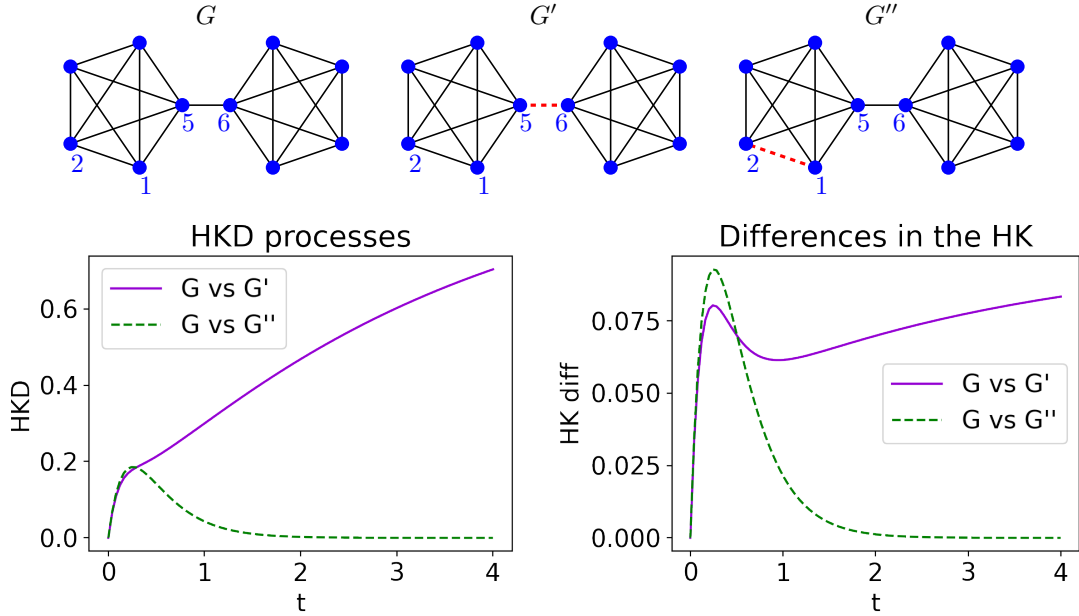 G G′ G″
5 6 5 6 5 6
2 2 2
1 1 1
HKD processes
HKD
0.6
0.4
0.2
0.0
G vs G'
G vs G''
0 1 2 3 4
t
Differences in the HK
HK diff
0.075
0.050
0.025
0.000
G vs G'
G vs G''
0 1 2 3 4
t